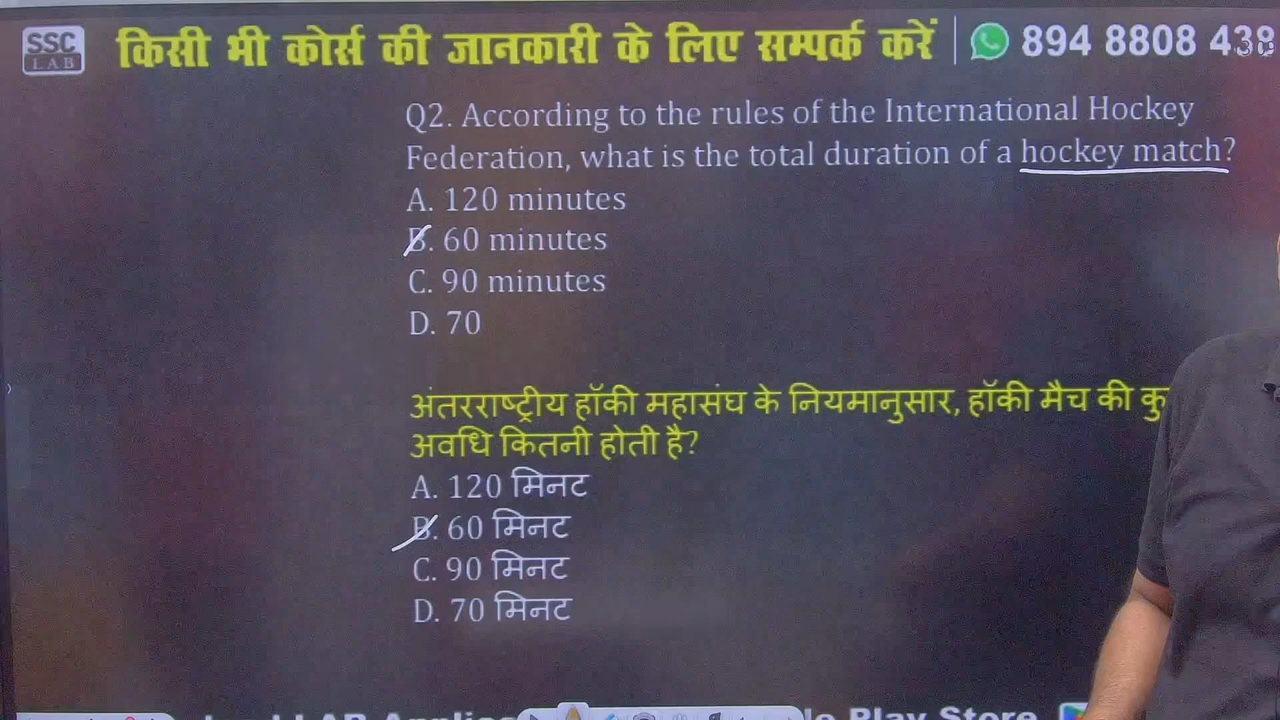 SSC
LAB
किसी भी कोर्स की जानकारी के लिए सम्पर्क करें
894 8808 438
Q2. According to the rules of the International Hockey
Federation, what is the total duration of a hockey match?
A. 120 minutes
B. 60 minutes
C. 90 minutes
D. 70
अंतरराष्ट्रीय हॉकी महासंघ के नियमानुसार, हॉकी मैच की
अवधि कितनी होती है?
A. 120 मिनट
B. 60 मिनट
C. 90 मिनट
D. 70 मिनट
LAB
Play Store